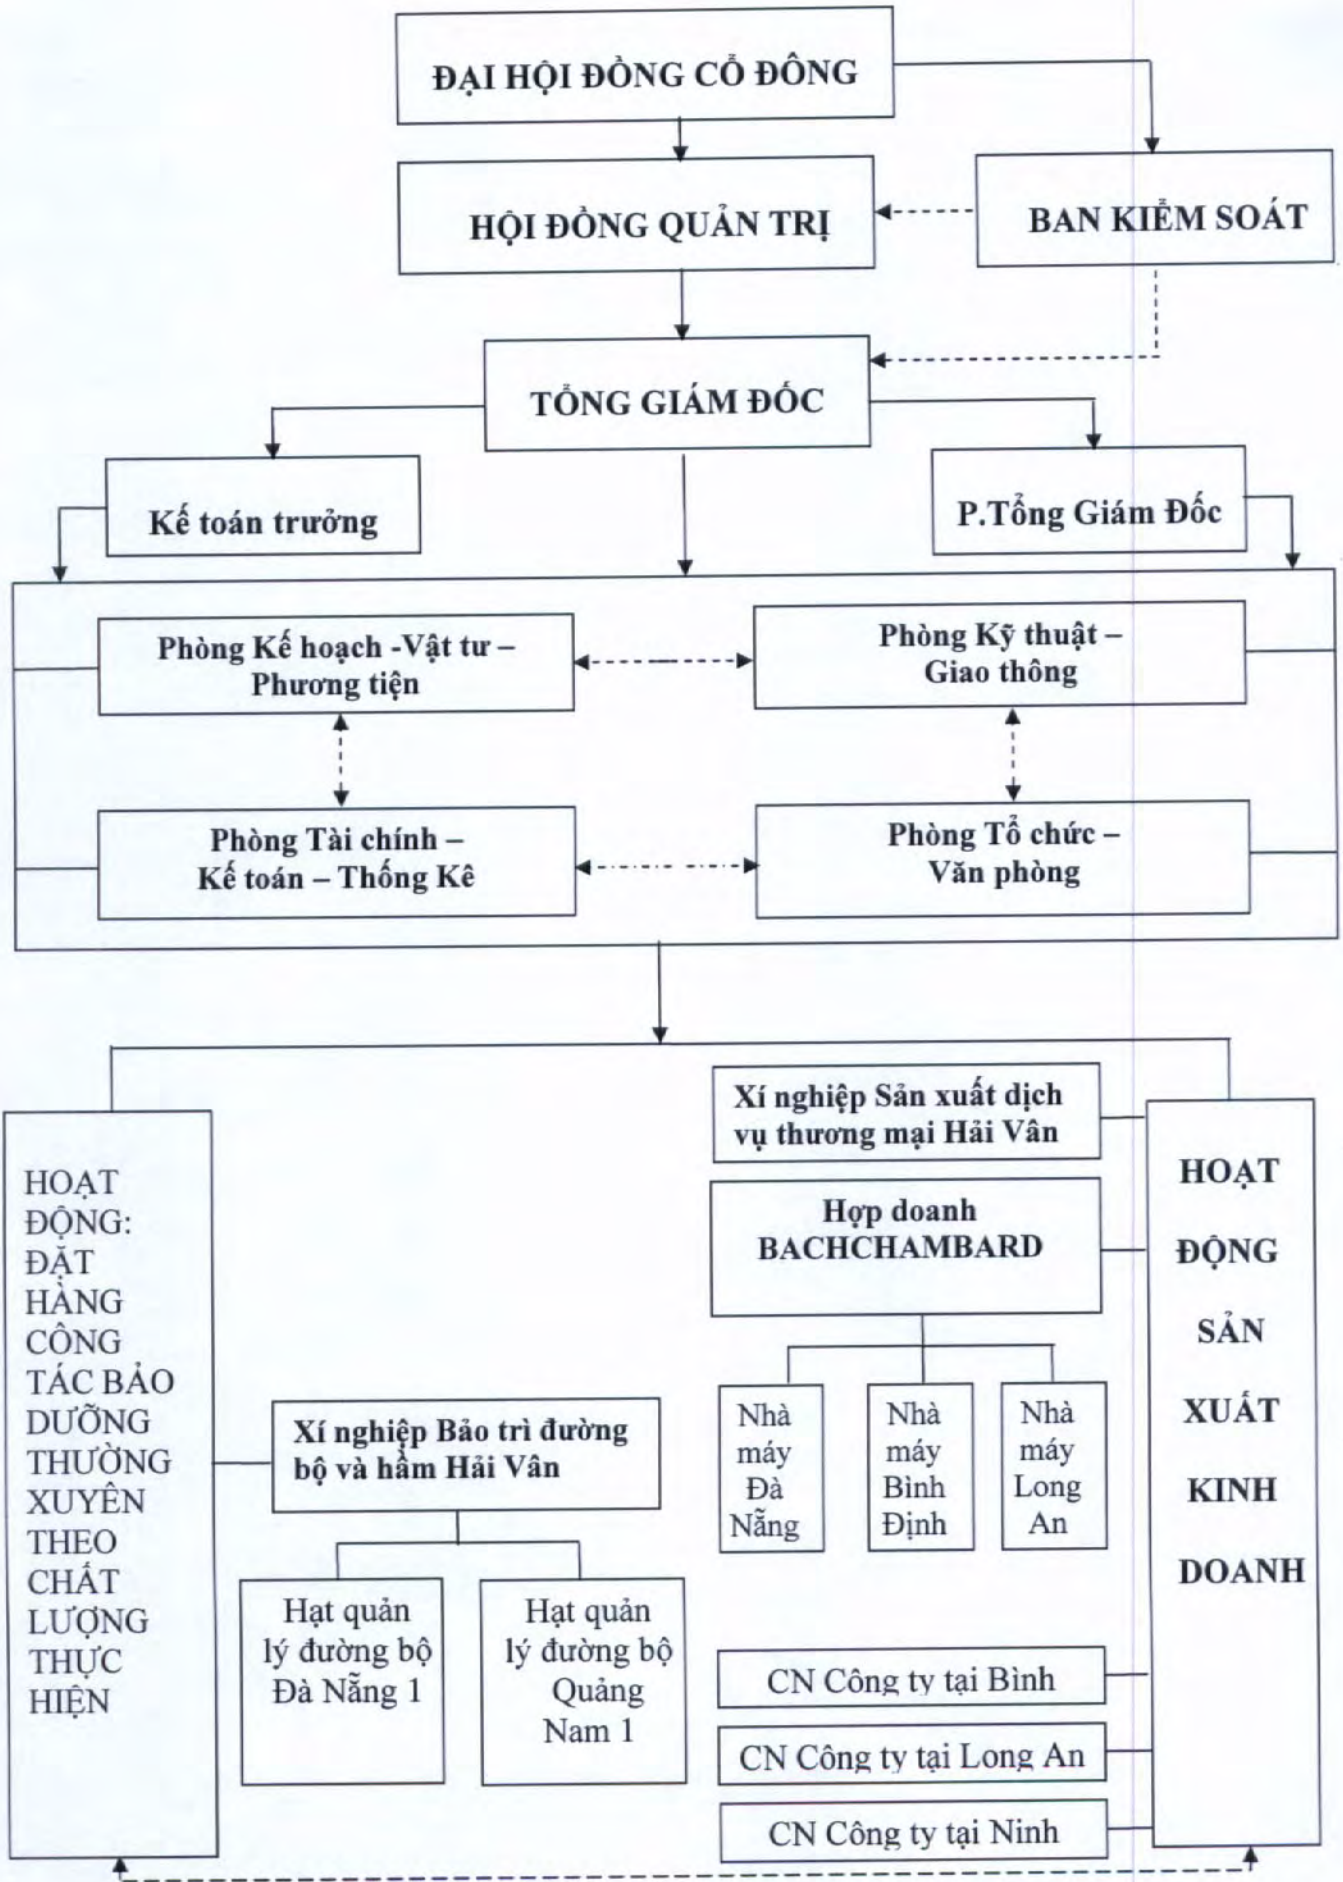 ĐẠI HỘI ĐỒNG CỔ ĐÔNG
HỘI ĐỒNG QUẢN TRỊ
BAN KIỂM SOÁT
TỔNG GIÁM ĐỐC
Kế toán trưởng
P.Tổng Giám Đốc
Phòng Kế hoạch -Vật tư –
Phương tiện
Phòng Kỹ thuật –
Giao thông
Phòng Tài chính –
Kế toán – Thống Kê
Phòng Tổ chức –
Văn phòng
HOẠT
ĐỘNG:
ĐẶT
HÀNG
CÔNG
TÁC BẢO
DƯỠNG
THƯỜNG
XUYÊN
THEO
CHẤT
LƯỢNG
THỰC
HIỆN
Xí nghiệp Bảo trì đường
bộ và hầm Hải Vân
Hạt quản
lý đường bộ
Đà Nẵng 1
Hạt quản
lý đường bộ
Quảng
Nam 1
Xí nghiệp Sản xuất dịch
vụ thương mại Hải Vân
Hợp doanh
BACHCHAMBARD
Nhà
máy
Đà
Nẵng
Nhà
máy
Bình
Định
Nhà
máy
Long
An
CN Công ty tại Bình
CN Công ty tại Long An
CN Công ty tại Ninh
HOẠT
ĐỘNG
SẢN
XUẤT
KINH
DOANH